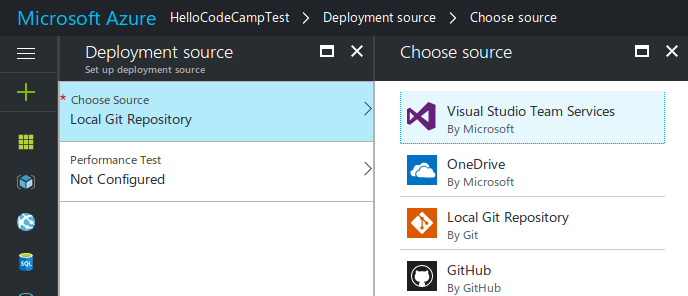 Microsoft Azure HelloCodeCampTest > Deployment source > Choose source
Deployment source
Set up deployment source
* Choose Source
Local Git Repository
Performance Test
Not Configured
Choose source
Visual Studio Team Services
By Microsoft
OneDrive
By Microsoft
Local Git Repository
By Git
GitHub
By GitHub
SQL